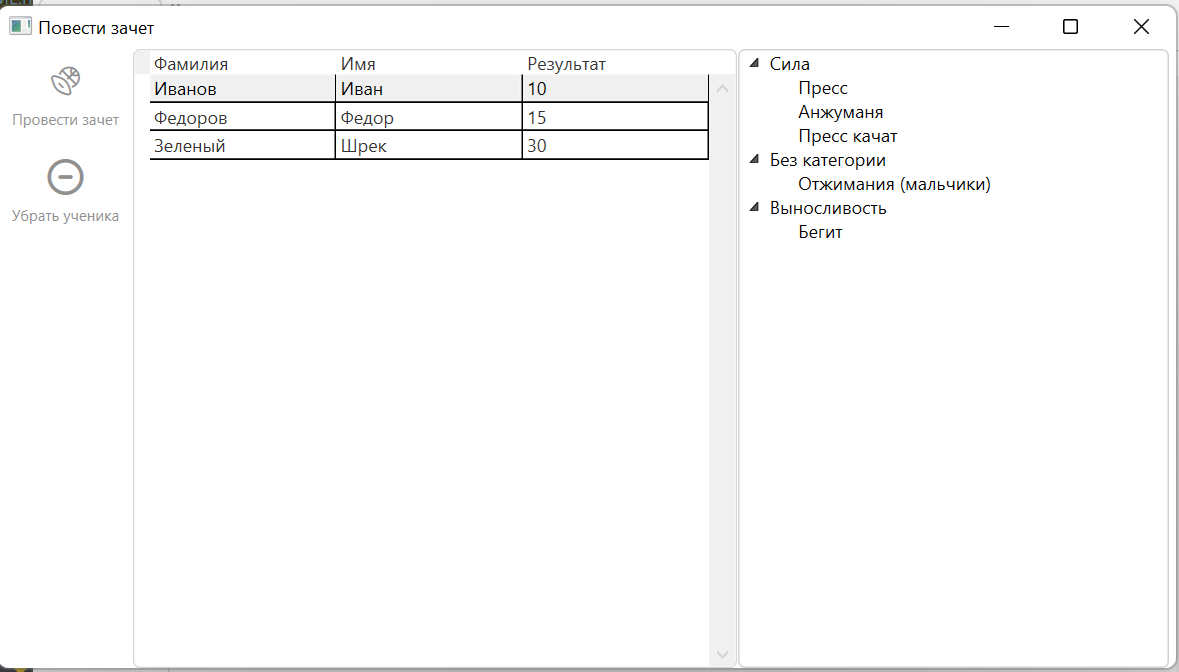 Повести зачет
Провести зачет
Убрать ученика
Фамилия Имя Результат
Иванов Иван 10
Федоров Федор 15
Зеленый Шрек 30
Сила
Пресс
Анжуманя
Пресс качат
Без категории
Отжимания (мальчики)
Выносливость
Бегит